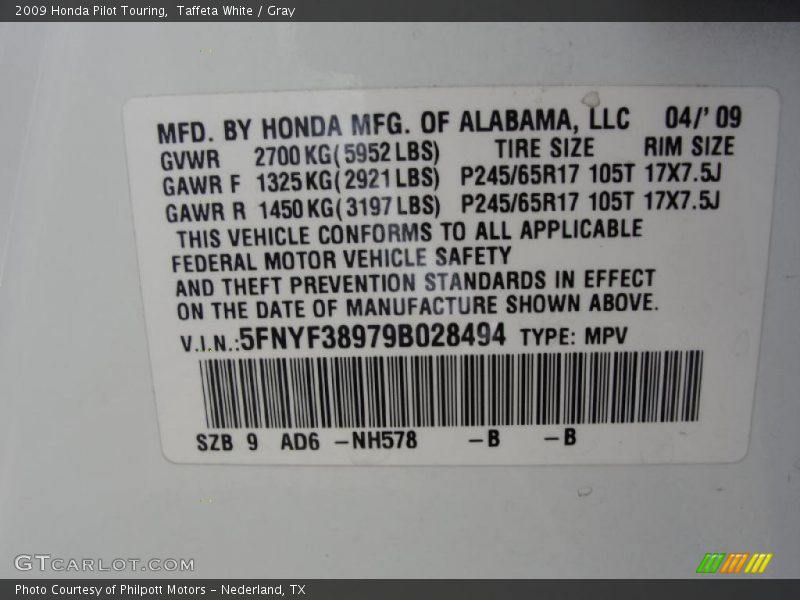 2009 Honda Pilot Touring,  Taffeta White / Gray
MFD. BY HONDA MFG. OF ALABAMA, LLC 04/' 09
GVWR 2700 KG( 5952 LBS) TIRE SIZE RIM SIZE
GAWR F 1325 KG( 2921 LBS) P245/65R17 105T 17X7.5J
GAWR R 1450 KG( 3197 LBS) P245/65R17 105T 17X7.5J
THIS VEHICLE CONFORMS TO ALL APPLICABLE
FEDERAL MOTOR VEHICLE SAFETY
AND THEFT PREVENTION STANDARDS IN EFFECT
ON THE DATE OF MANUFACTURE SHOWN ABOVE.
V.I.N.:5FNYF38979B028494 TYPE: MPV
SZB 9 AD6 -NH578 -B -B
GTCARLOT.COM
Photo Courtesy of Philpott Motors - Nederland, TX